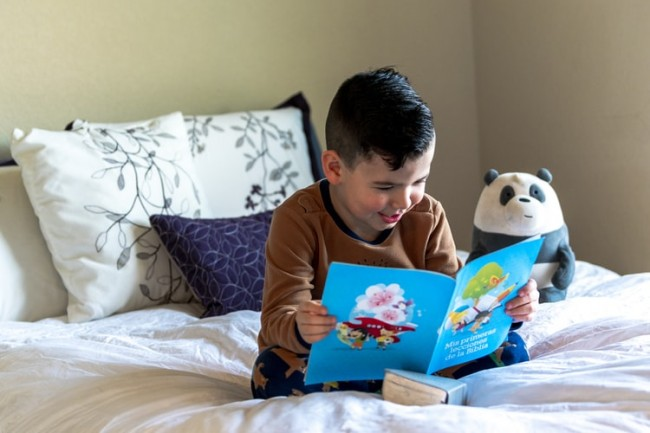 Mis primeras
lecciones
de la Biblia